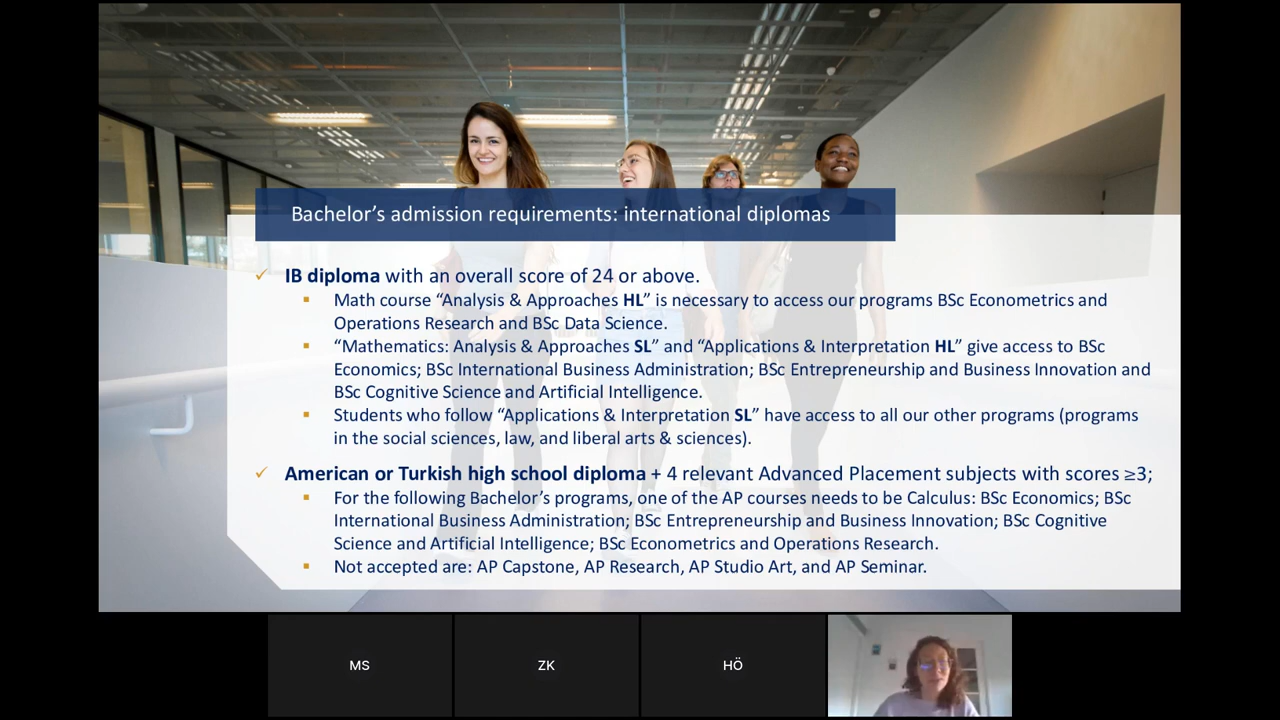 Bachelor’s admission requirements: international diplomas
✓ IB diploma with an overall score of 24 or above.
▪ Math course “Analysis & Approaches HL” is necessary to access our programs BSc Econometrics and
Operations Research and BSc Data Science.
▪ “Mathematics: Analysis & Approaches SL” and “Applications & Interpretation HL” give access to BSc
Economics; BSc International Business Administration; BSc Entrepreneurship and Business Innovation and
BSc Cognitive Science and Artificial Intelligence.
▪ Students who follow “Applications & Interpretation SL” have access to all our other programs (programs
in the social sciences, law, and liberal arts & sciences).
✓ American or Turkish high school diploma + 4 relevant Advanced Placement subjects with scores ≥3;
▪ For the following Bachelor’s programs, one of the AP courses needs to be Calculus: BSc Economics; BSc
International Business Administration; BSc Entrepreneurship and Business Innovation; BSc Cognitive
Science and Artificial Intelligence; BSc Econometrics and Operations Research.
▪ Not accepted are: AP Capstone, AP Research, AP Studio Art, and AP Seminar.
MS
ZK
HÖ